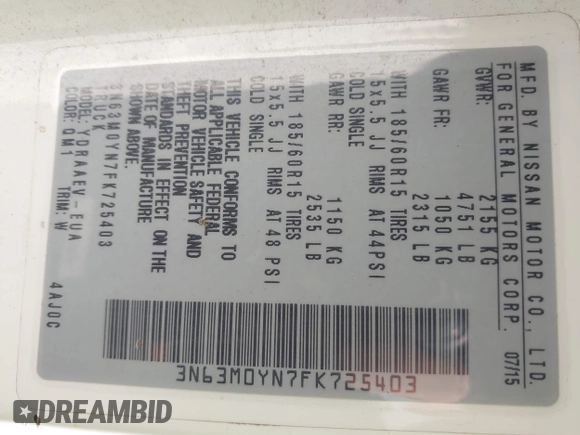 MFD. BY NISSAN MOTOR CO., LTD.
FOR GENERAL MOTORS CORP. 07/15
GVWR: 2155 KG
4751 LB
GAWR FR: 1050 KG
2315 LB
WITH 185/60R15 TIRES
15x5.5 JJ RIMS AT 44PSI
COLD SINGLE
GAWR RR: 1150 KG
2535 LB
WITH 185/60R15 TIRES
15x5.5 JJ RIMS AT 48 PSI
COLD SINGLE
THIS VEHICLE CONFORMS TO
ALL APPLICABLE FEDERAL
MOTOR VEHICLE SAFETY AND
THEFT PREVENTION
STANDARDS IN EFFECT ON THE
DATE OF MANUFACTURE
SHOWN ABOVE.
3N63M0YN7FK725403
TRUCK
MODEL: YDRAAEV-EUA
COLOR: QM1 TRIM: W
4AJ0C
3N63M0YN7FK725403
DREAMBID